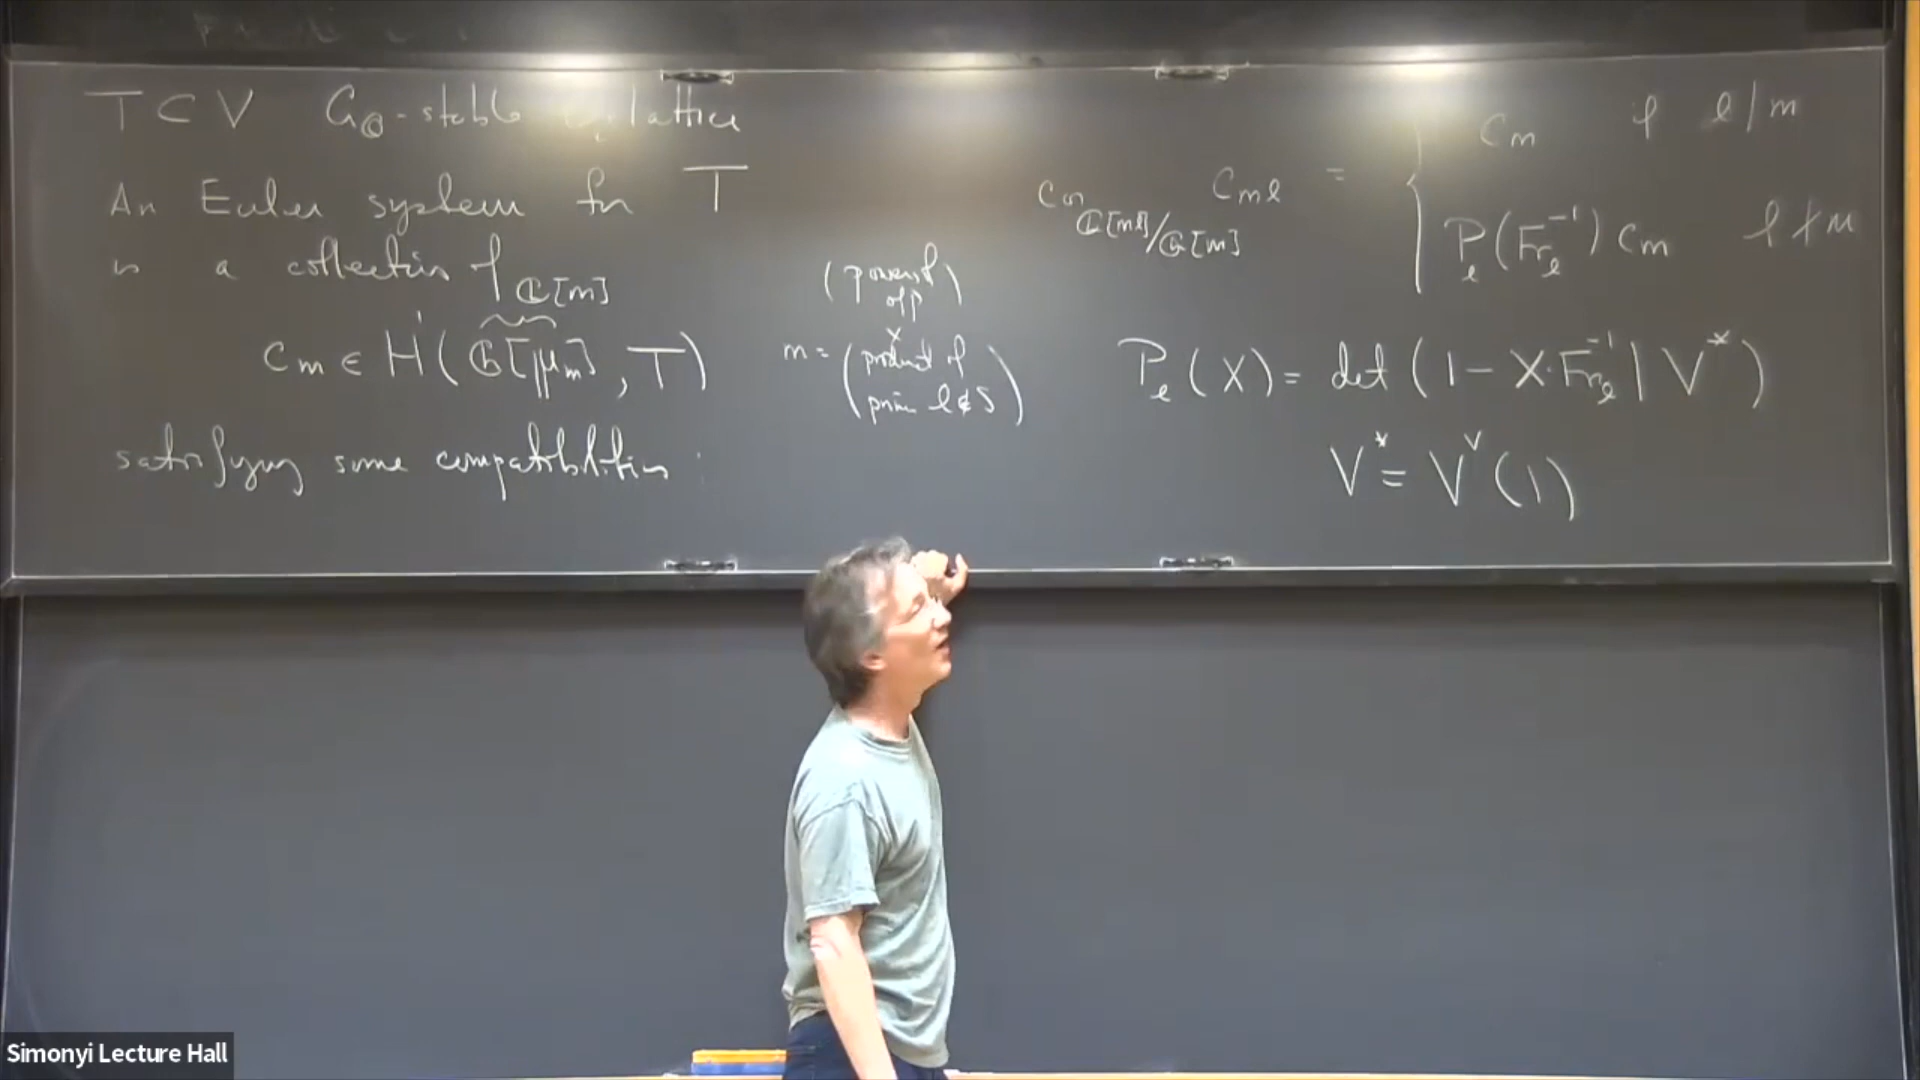 T ⊂ V G_Q-stable lattice
An Euler system for T
is a collection of Q[m]
c_m ∈ H¹(Q[μ_m], T)
m = (power of p) × (product of primes ℓ∉S)
satisfying some compatibilities :
Cor_{Q[mℓ]/Q[m]} c_{mℓ} = { c_m if ℓ | m
P_ℓ(Fr_ℓ^{-1}) c_m ℓ ∤ m
P_ℓ(X) = det(1 - X·Fr_ℓ^{-1} | V^*)
V^* = V^∨(1)
Simonyi Lecture Hall